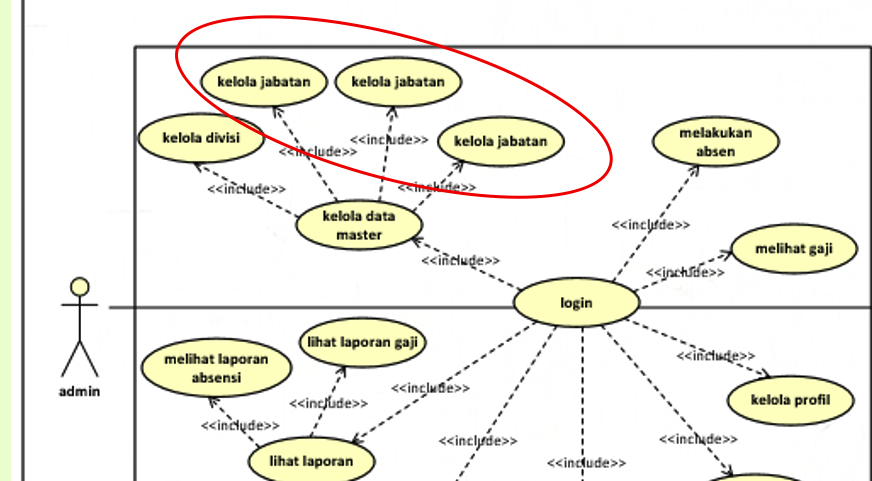 kelola jabatan
kelola jabatan
kelola divisi
kelola jabatan
melakukan
absen
<<include>>
<<include>>
<<include>>
<<include>>
kelola data
master
<<include>>
melihat gaji
<<include>>
<<include>>
login
admin
melihat laporan
absensi
lihat laporan gaji
<<include>>
<<include>>
<<include>>
<<include>>
kelola profil
lihat laporan
<<include>>
<<include>>
<<include>>